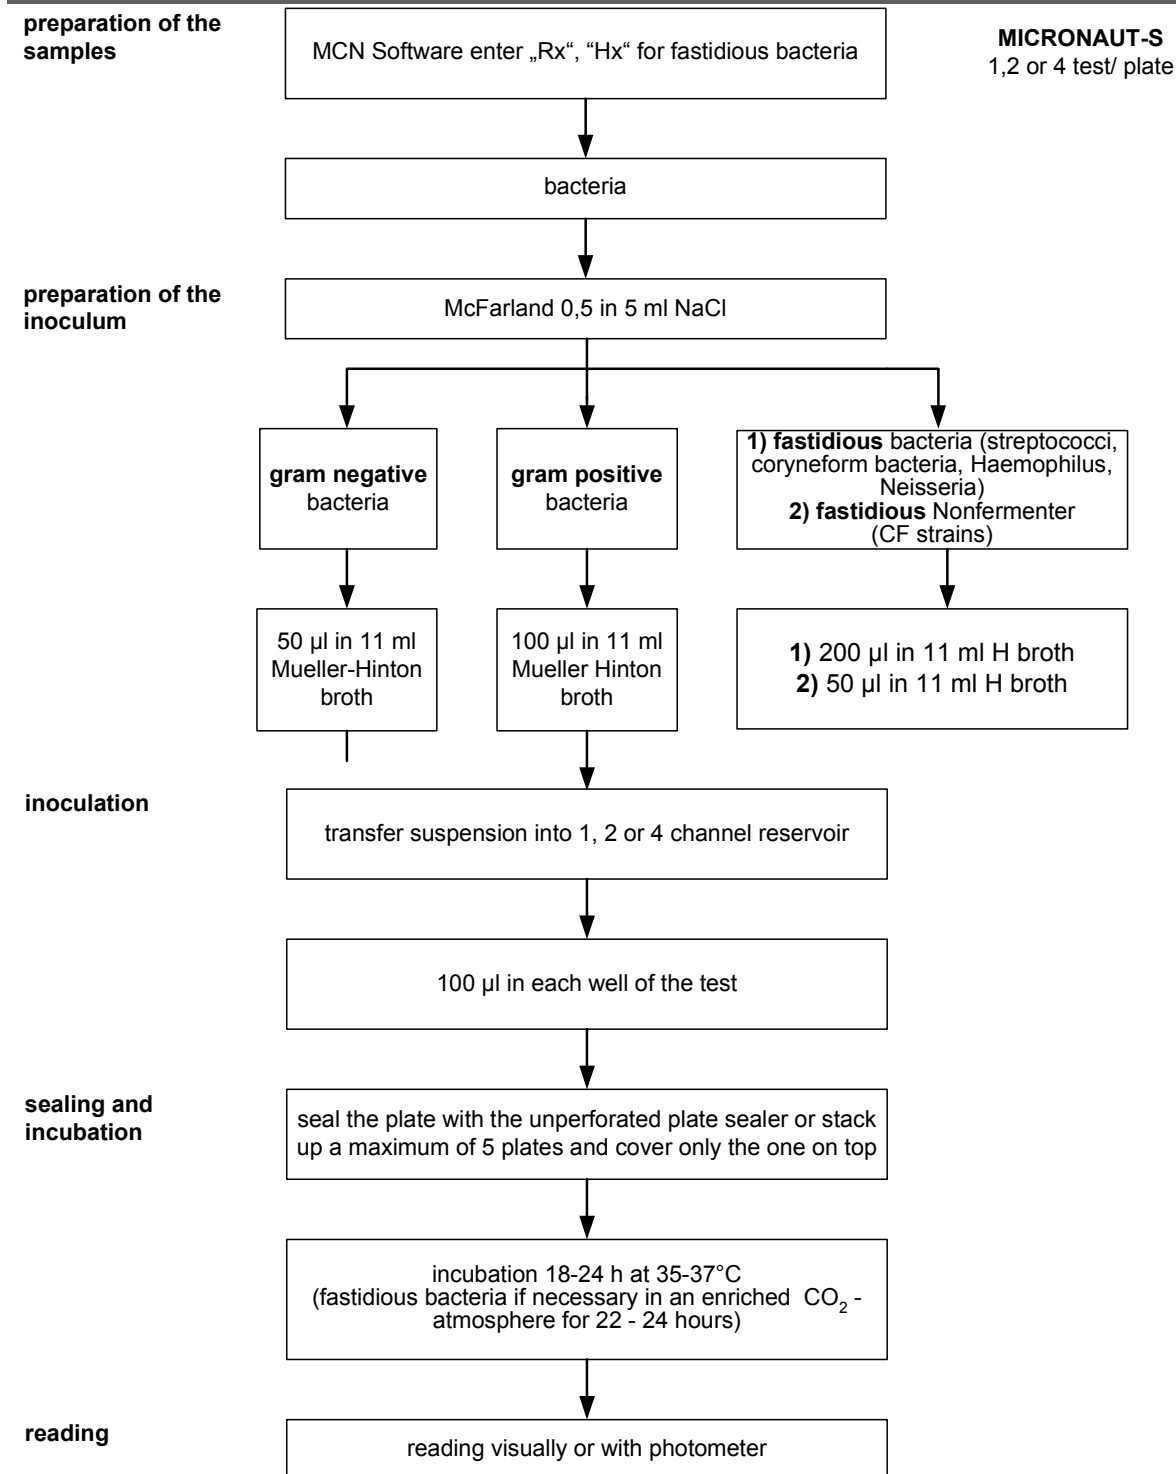 preparation of the
samples
MCN Software enter „Rx“, “Hx“ for fastidious bacteria
MICRONAUT-S
1,2 or 4 test/ plate
bacteria
preparation of the
inoculum
McFarland 0,5 in 5 ml NaCl
gram negative
bacteria
gram positive
bacteria
1) fastidious bacteria (streptococci,
coryneform bacteria, Haemophilus,
Neisseria)
2) fastidious Nonfermenter
(CF strains)
50 µl in 11 ml
Mueller-Hinton
broth
100 µl in 11 ml
Mueller Hinton
broth
1) 200 µl in 11 ml H broth
2) 50 µl in 11 ml H broth
inoculation
transfer suspension into 1, 2 or 4 channel reservoir
100 µl in each well of the test
sealing and
incubation
seal the plate with the unperforated plate sealer or stack
up a maximum of 5 plates and cover only the one on top
incubation 18-24 h at 35-37°C
(fastidious bacteria if necessary in an enriched CO₂ -
atmosphere for 22 - 24 hours)
reading
reading visually or with photometer